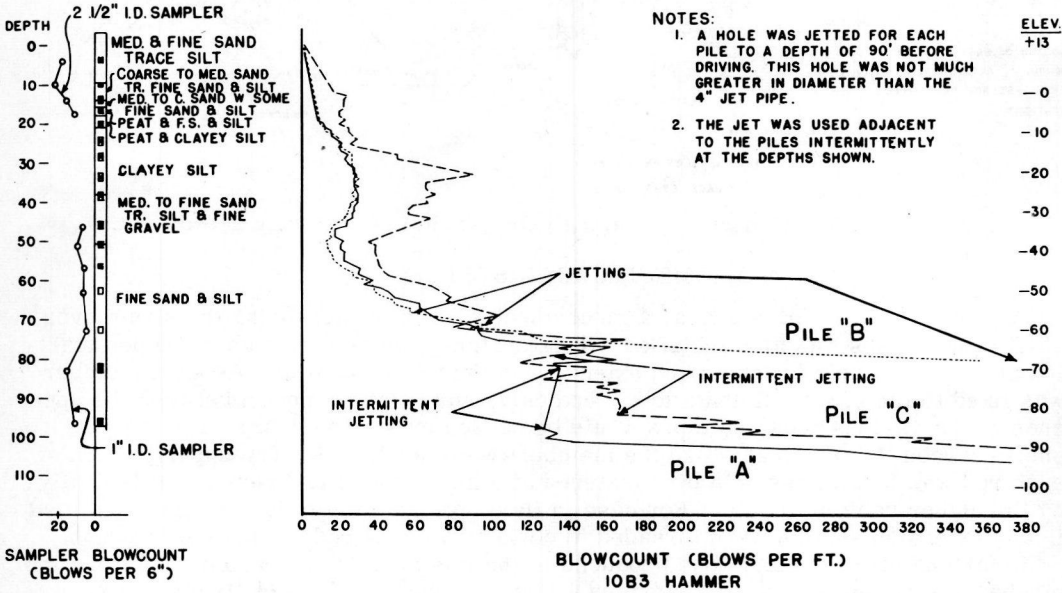 DEPTH
2 1/2" I.D. SAMPLER
0
10
20
30
40
50
60
70
80
90
100
110
MED. & FINE SAND
TRACE SILT
COARSE TO MED. SAND
TR. FINE SAND & SILT
MED. TO C. SAND W SOME
FINE SAND & SILT
PEAT & F.S. & SILT
PEAT & CLAYEY SILT
CLAYEY SILT
MED. TO FINE SAND
TR. SILT & FINE
GRAVEL
FINE SAND & SILT
1" I.D. SAMPLER
20 0
SAMPLER BLOWCOUNT
(BLOWS PER 6")
NOTES:
1. A HOLE WAS JETTED FOR EACH
PILE TO A DEPTH OF 90' BEFORE
DRIVING. THIS HOLE WAS NOT MUCH
GREATER IN DIAMETER THAN THE
4" JET PIPE.
2. THE JET WAS USED ADJACENT
TO THE PILES INTERMITTENTLY
AT THE DEPTHS SHOWN.
JETTING
PILE "B"
INTERMITTENT JETTING
INTERMITTENT
JETTING
PILE "C"
PILE "A"
0 20 40 60 80 100 120 140 160 180 200 220 240 260 280 300 320 340 360 380
BLOWCOUNT (BLOWS PER FT.)
10B3 HAMMER
ELEV.
+13
-0
-10
-20
-30
-40
-50
-60
-70
-80
-90
-100